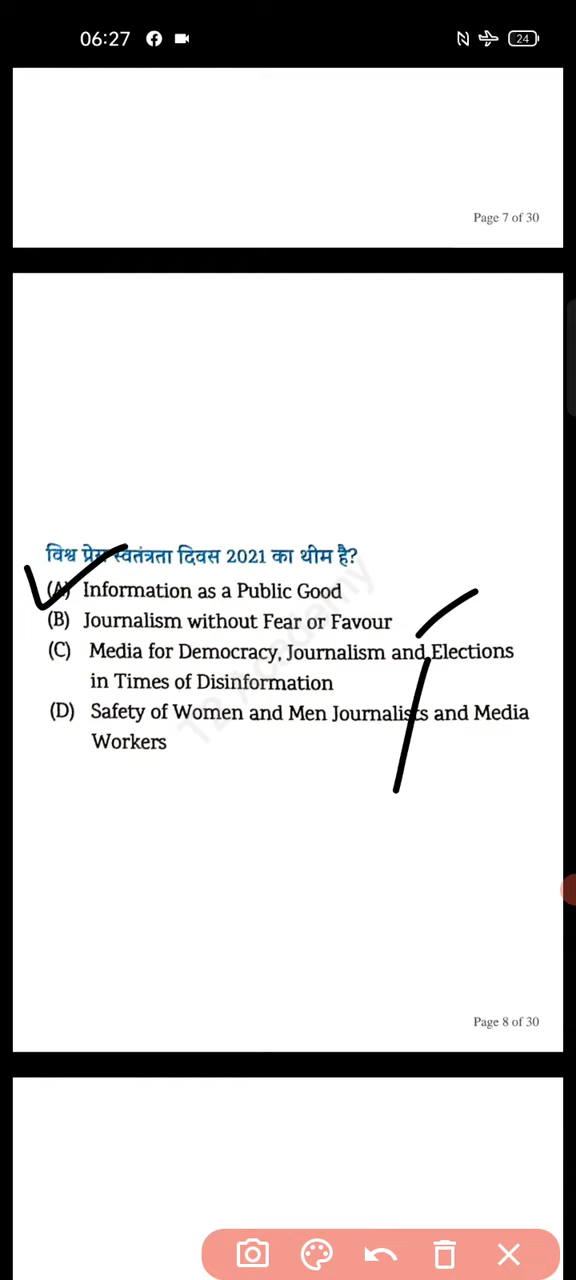 06:27
24
Page 7 of 30
विश्व प्रेस स्वतंत्रता दिवस 2021 का थीम है?
(A) Information as a Public Good
(B) Journalism without Fear or Favour
(C) Media for Democracy, Journalism and Elections
in Times of Disinformation
(D) Safety of Women and Men Journalists and Media
Workers
Page 8 of 30